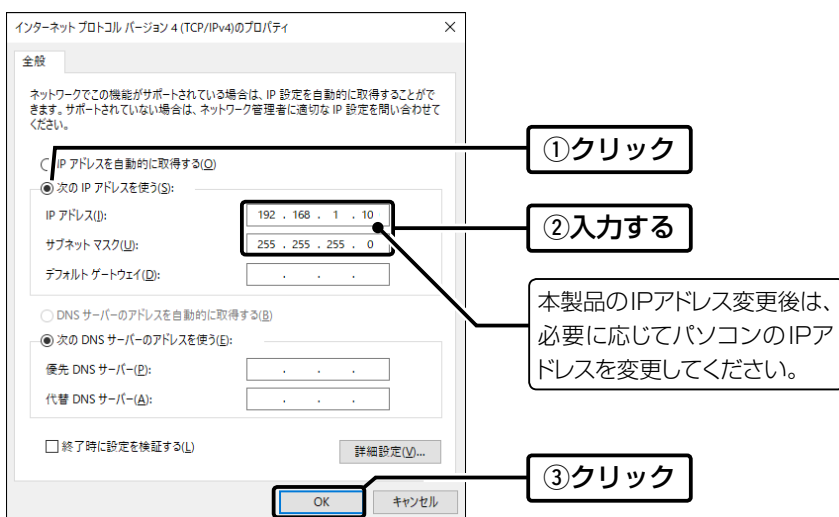 インターネット プロトコル バージョン 4 (TCP/IPv4)のプロパティ
全般
ネットワークでこの機能がサポートされている場合は、IP 設定を自動的に取得することがで
きます。サポートされていない場合は、ネットワーク管理者に適切な IP 設定を問い合わせて
ください。
IP アドレスを自動的に取得する(O)
次の IP アドレスを使う(S):
IP アドレス(I):
192 . 168 . 1 . 10
サブネット マスク(U):
255 . 255 . 255 . 0
デフォルト ゲートウェイ(D):
. . .
DNS サーバーのアドレスを自動的に取得する(B)
次の DNS サーバーのアドレスを使う(E):
優先 DNS サーバー(P):
. . .
代替 DNS サーバー(A):
. . .
終了時に設定を検証する(L)
詳細設定(V)...
OK
キャンセル
①クリック
②入力する
本製品のIPアドレス変更後は、
必要に応じてパソコンのIPア
ドレスを変更してください。
③クリック